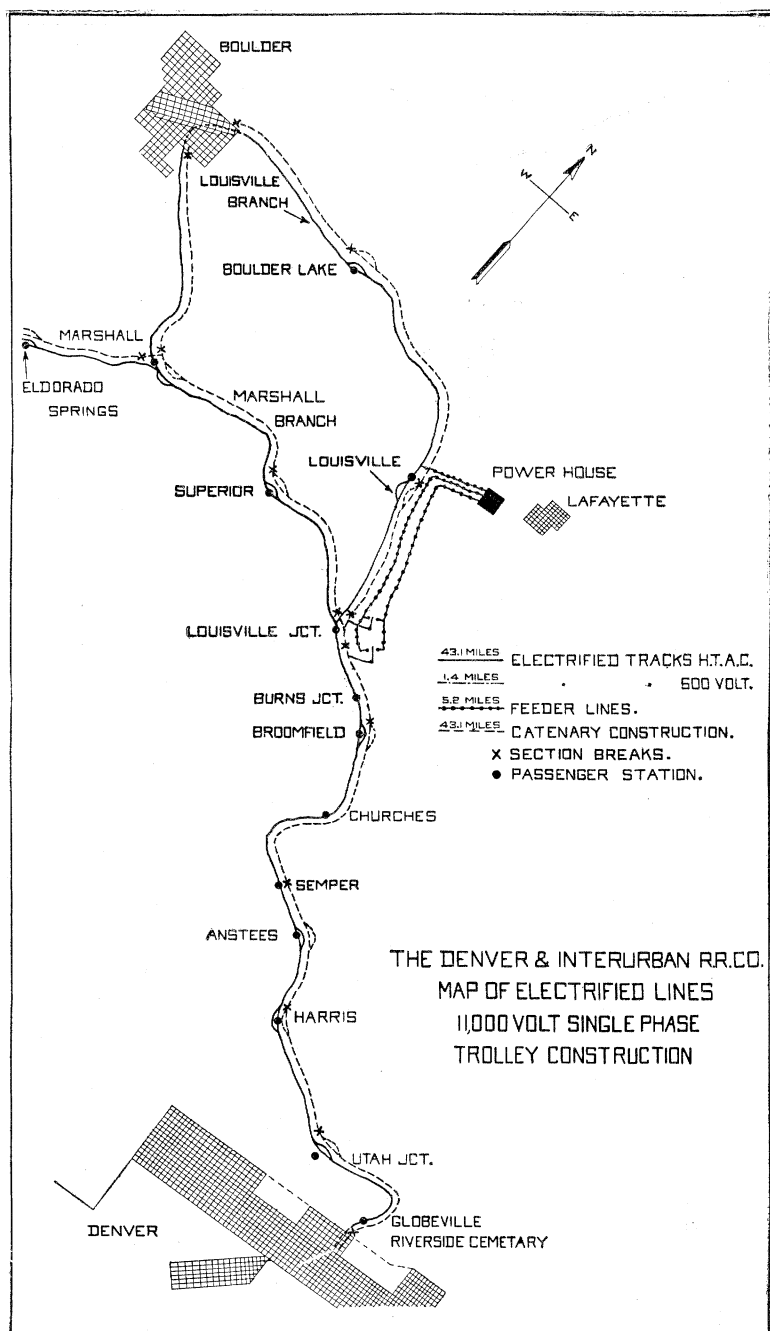 BOULDER
N
W
E
LOUISVILLE
BRANCH
BOULDER LAKE
MARSHALL
ELDORADO
SPRINGS
MARSHALL
BRANCH
LOUISVILLE
POWER HOUSE
LAFAYETTE
SUPERIOR
LOUISVILLE JCT.
43.1 MILES ELECTRIFIED TRACKS H.T.A.C.
1.4 MILES " " 500 VOLT.
5.2 MILES FEEDER LINES.
43.1 MILES CATENARY CONSTRUCTION.
X SECTION BREAKS.
● PASSENGER STATION.
BURNS JCT.
BROOMFIELD
CHURCHES
SEMPER
ANSTEES
HARRIS
THE DENVER & INTERURBAN R.R.CO.
MAP OF ELECTRIFIED LINES
11,000 VOLT SINGLE PHASE
TROLLEY CONSTRUCTION
UTAH JCT.
DENVER
GLOBEVILLE
RIVERSIDE CEMETARY